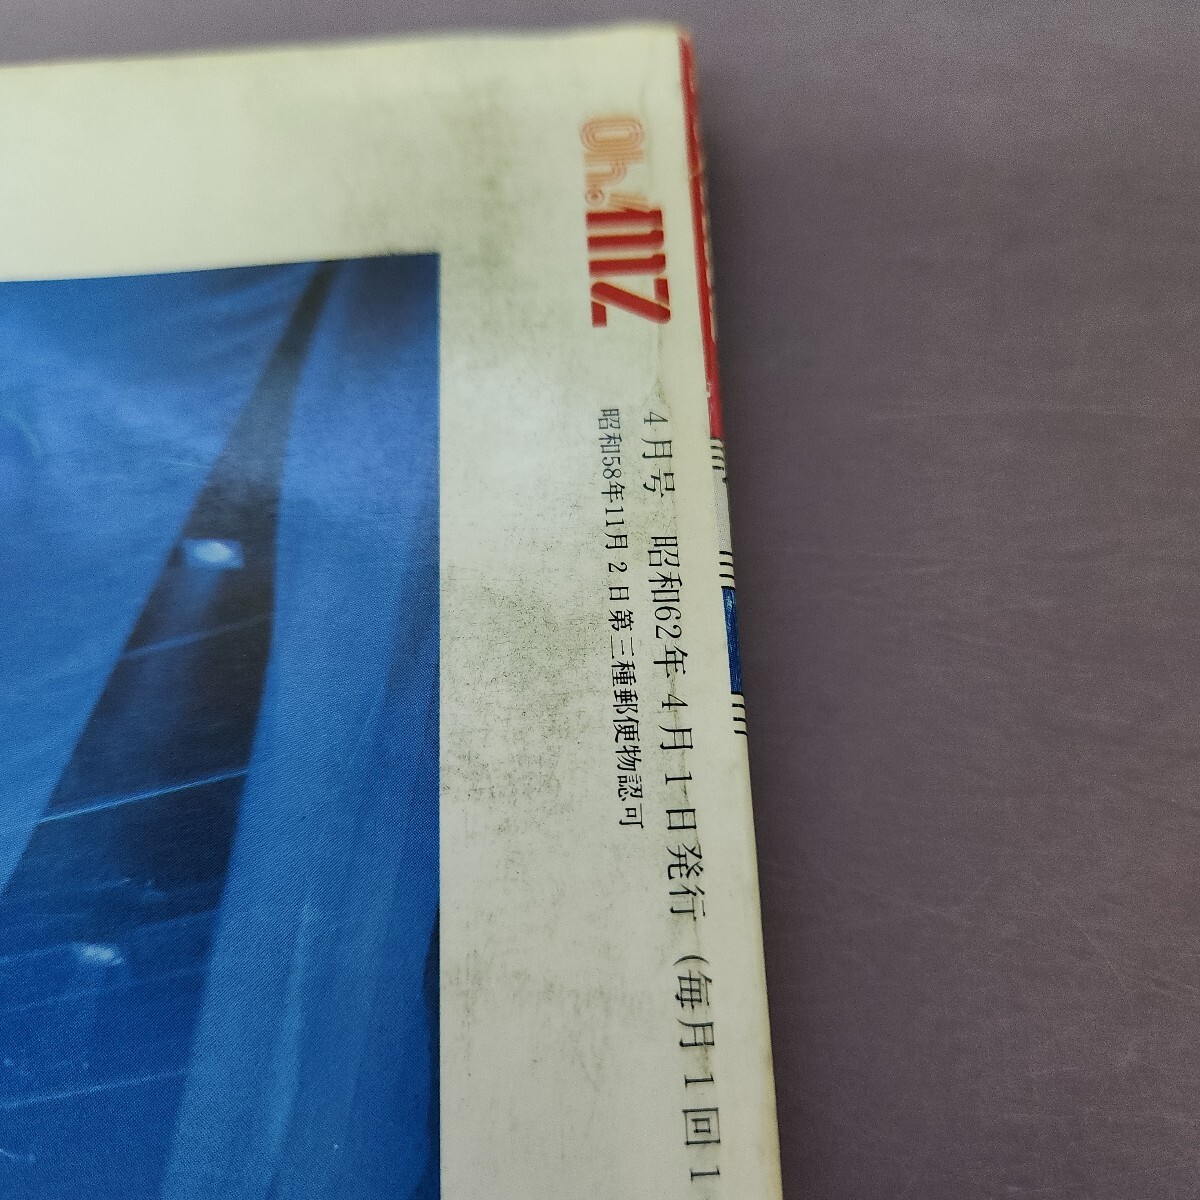 Oh!MZ
4月号 昭和62年4月1日発行 (毎月1回1
昭和58年11月2日第三種郵便物認可